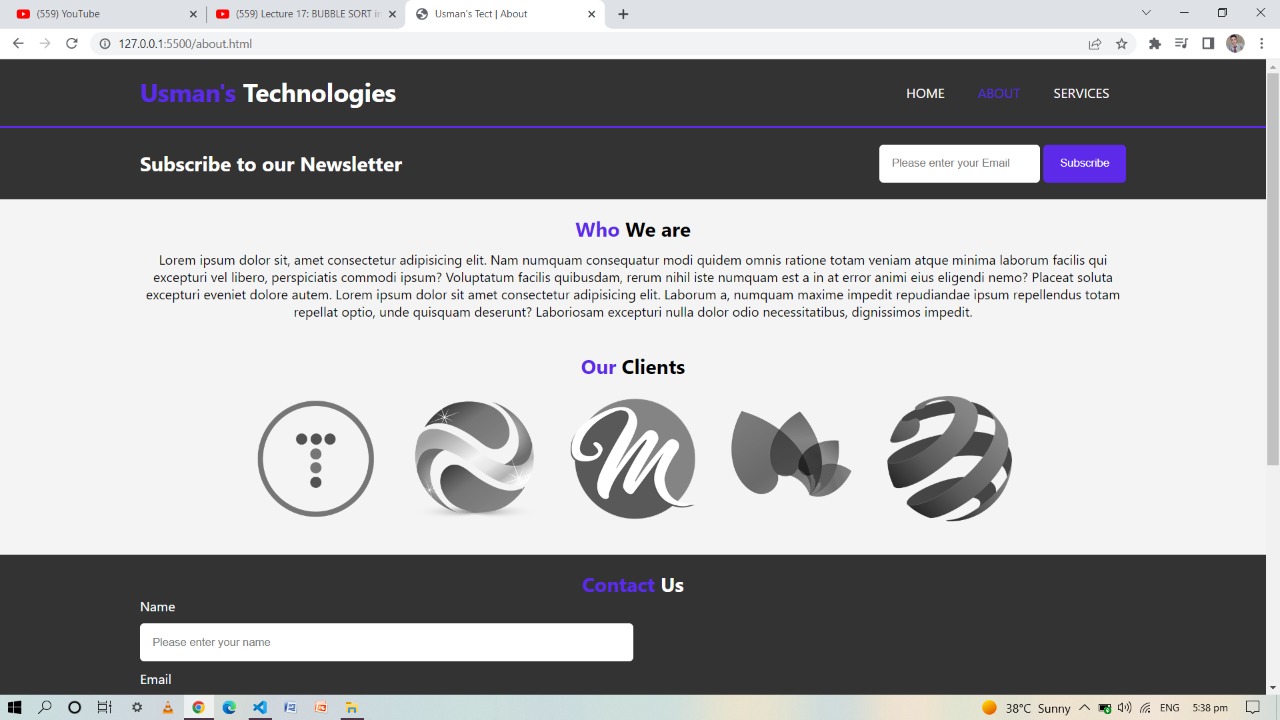 (559) YouTube
(559) Lecture 17: BUBBLE SORT in
Usman's Tect | About
127.0.0.1:5500/about.html
Usman's Technologies
HOME ABOUT SERVICES
Subscribe to our Newsletter
Please enter your Email
Subscribe
Who We are
Lorem ipsum dolor sit, amet consectetur adipisicing elit. Nam numquam consequatur modi quidem omnis ratione totam veniam atque minima laborum facilis qui
excepturi vel libero, perspiciatis commodi ipsum? Voluptatum facilis quibusdam, rerum nihil iste numquam est a in at error animi eius eligendi nemo? Placeat soluta
excepturi eveniet dolore autem. Lorem ipsum dolor sit amet consectetur adipisicing elit. Laborum a, numquam maxime impedit repudiandae ipsum repellendus totam
repellat optio, unde quisquam deserunt? Laboriosam excepturi nulla dolor odio necessitatibus, dignissimos impedit.
Our Clients
T
M
Contact Us
Name
Please enter your name
Email
38°C Sunny
ENG
5:38 pm